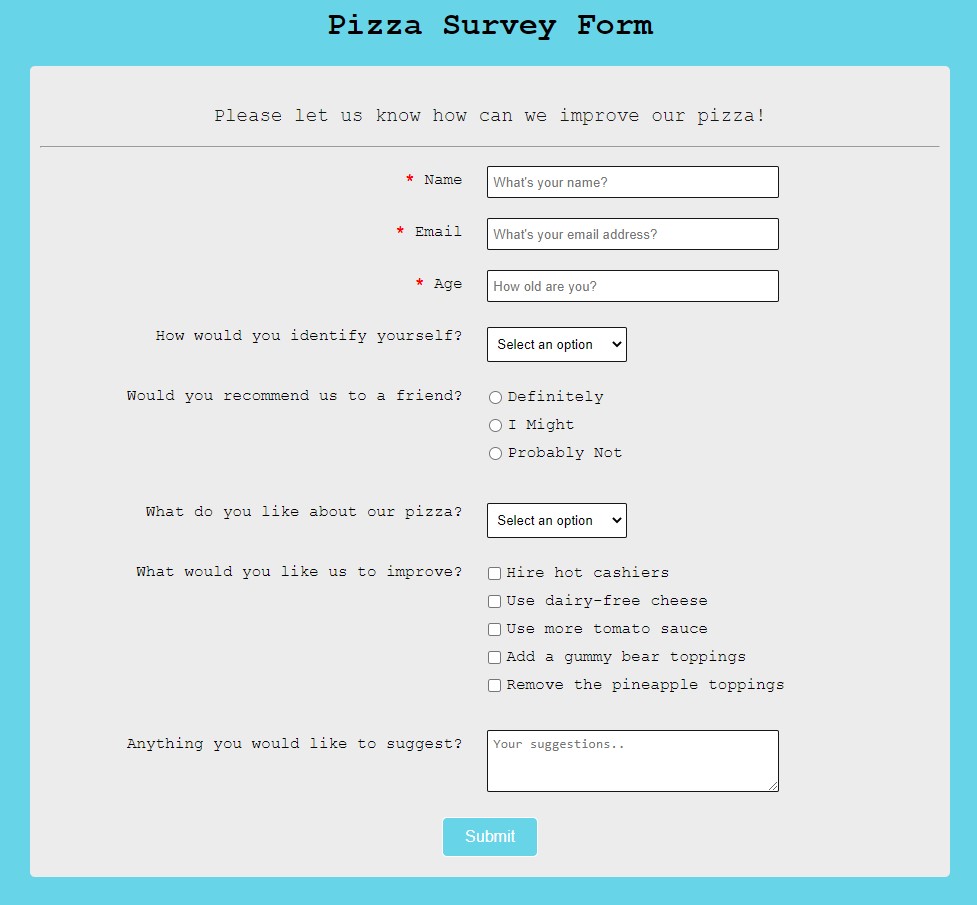 Pizza Survey Form
Please let us know how can we improve our pizza!
* Name What's your name?
* Email What's your email address?
* Age How old are you?
How would you identify yourself? Select an option
Would you recommend us to a friend? Definitely
I Might
Probably Not
What do you like about our pizza? Select an option
What would you like us to improve? Hire hot cashiers
Use dairy-free cheese
Use more tomato sauce
Add a gummy bear toppings
Remove the pineapple toppings
Anything you would like to suggest? Your suggestions..
Submit